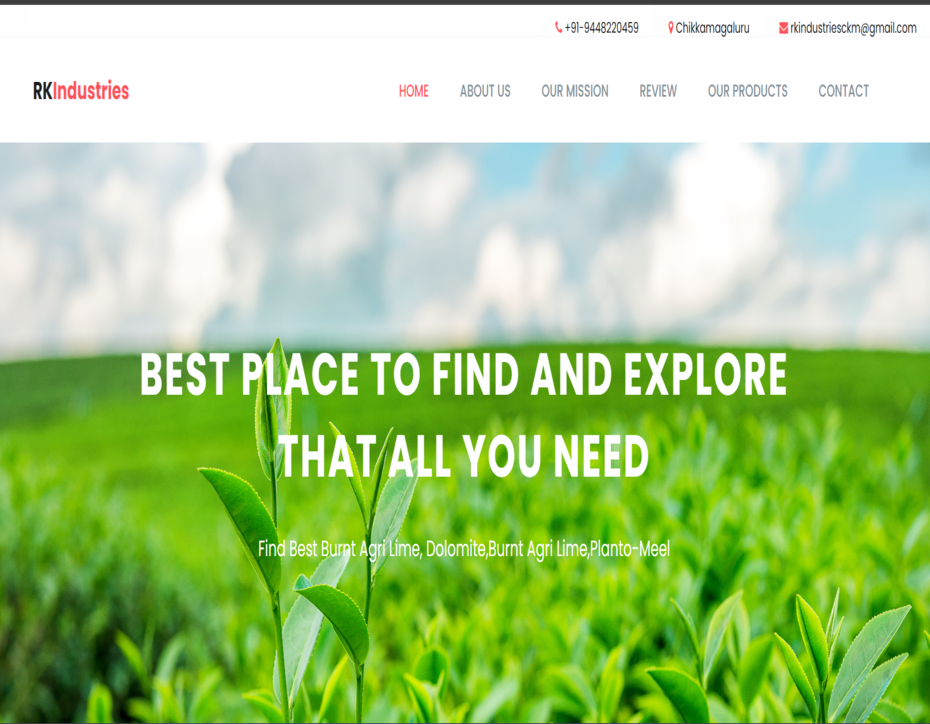 +91-9448220459 Chikkamagaluru rkindustriesckm@gmail.com
RKIndustries HOME ABOUT US OUR MISSION REVIEW OUR PRODUCTS CONTACT
BEST PLACE TO FIND AND EXPLORE
THAT ALL YOU NEED
Find Best Burnt Agri Lime, Dolomite,Burnt Agri Lime,Planto-Meel